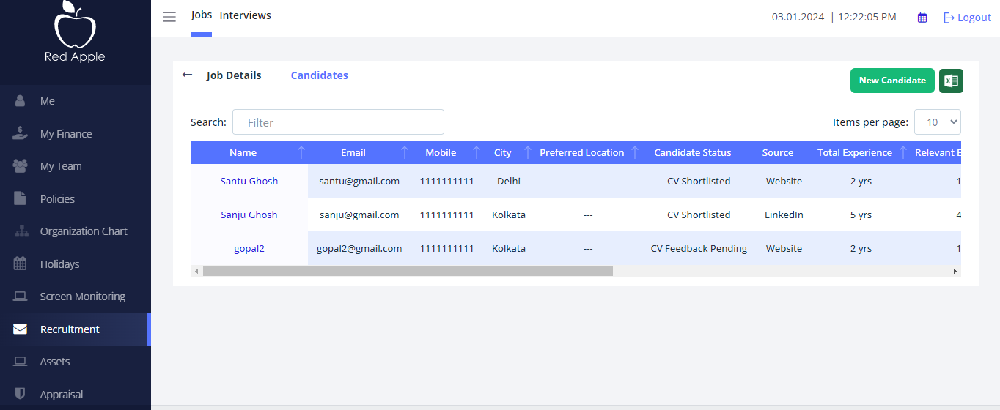 Red Apple
Me
My Finance
My Team
Policies
Organization Chart
Holidays
Screen Monitoring
Recruitment
Assets
Appraisal
Jobs Interviews
03.01.2024 | 12:22:05 PM Logout
Job Details Candidates New Candidate
Search: Filter Items per page: 10
Name Email Mobile City Preferred Location Candidate Status Source Total Experience Relevant E
Santu Ghosh santu@gmail.com 1111111111 Delhi --- CV Shortlisted Website 2 yrs 1
Sanju Ghosh sanju@gmail.com 1111111111 Kolkata --- CV Shortlisted LinkedIn 5 yrs 4
gopal2 gopal2@gmail.com 1111111111 Kolkata --- CV Feedback Pending Website 2 yrs 1